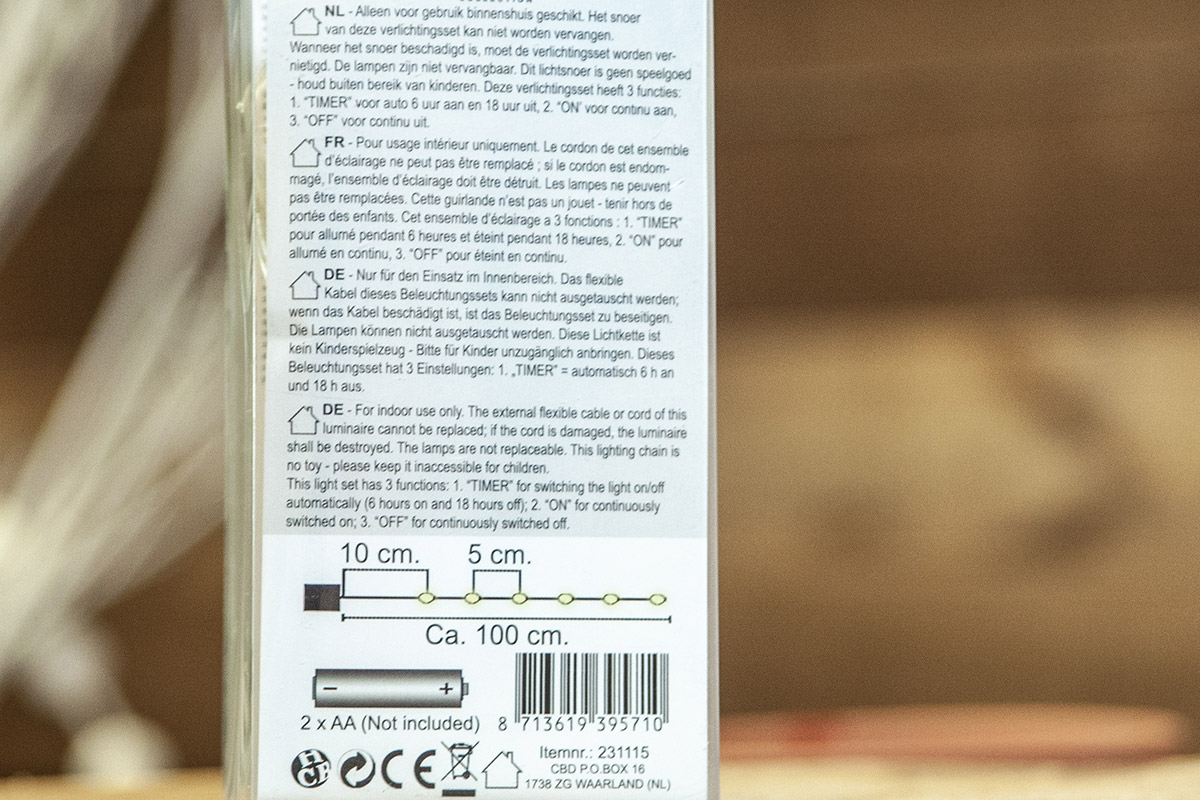 NL - Alleen voor gebruik binnenshuis geschikt. Het snoer
van deze verlichtingsset kan niet worden vervangen.
Wanneer het snoer beschadigd is, moet de verlichtingsset worden ver-
nietigd. De lampen zijn niet vervangbaar. Dit lichtsnoer is geen speelgoed
- houd buiten bereik van kinderen. Deze verlichtingsset heeft 3 functies:
1. "TIMER" voor auto 6 uur aan en 18 uur uit, 2. "ON' voor continu aan,
3. "OFF" voor continu uit.
FR - Pour usage intérieur uniquement. Le cordon de cet ensemble
d'éclairage ne peut pas être remplacé ; si le cordon est endom-
magé, l'ensemble d'éclairage doit être détruit. Les lampes ne peuvent
pas être remplacées. Cette guirlande n'est pas un jouet - tenir hors de
portée des enfants. Cet ensemble d'éclairage a 3 fonctions : 1. "TIMER"
pour allumé pendant 6 heures et éteint pendant 18 heures, 2. "ON" pour
allumé en continu, 3. "OFF" pour éteint en continu.
DE - Nur für den Einsatz im Innenbereich. Das flexible
Kabel dieses Beleuchtungssets kann nicht ausgetauscht werden;
wenn das Kabel beschädigt ist, ist das Beleuchtungsset zu beseitigen.
Die Lampen können nicht ausgetauscht werden. Diese Lichtkette ist
kein Kinderspielzeug - Bitte für Kinder unzugänglich anbringen. Dieses
Beleuchtungsset hat 3 Einstellungen: 1. „TIMER" = automatisch 6 h an
und 18 h aus.
DE - For indoor use only. The external flexible cable or cord of this
luminaire cannot be replaced; if the cord is damaged, the luminaire
shall be destroyed. The lamps are not replaceable. This lighting chain is
no toy - please keep it inaccessible for children.
This light set has 3 functions: 1. "TIMER" for switching the light on/off
automatically (6 hours on and 18 hours off); 2. "ON" for continuously
switched on; 3. "OFF" for continuously switched off.
10 cm. 5 cm.
Ca. 100 cm.
- +
2 x AA (Not included)
8 713619 395710
HCE CE
Itemnr.: 231115
CBD P.O.BOX 16
1738 ZG WAARLAND (NL)